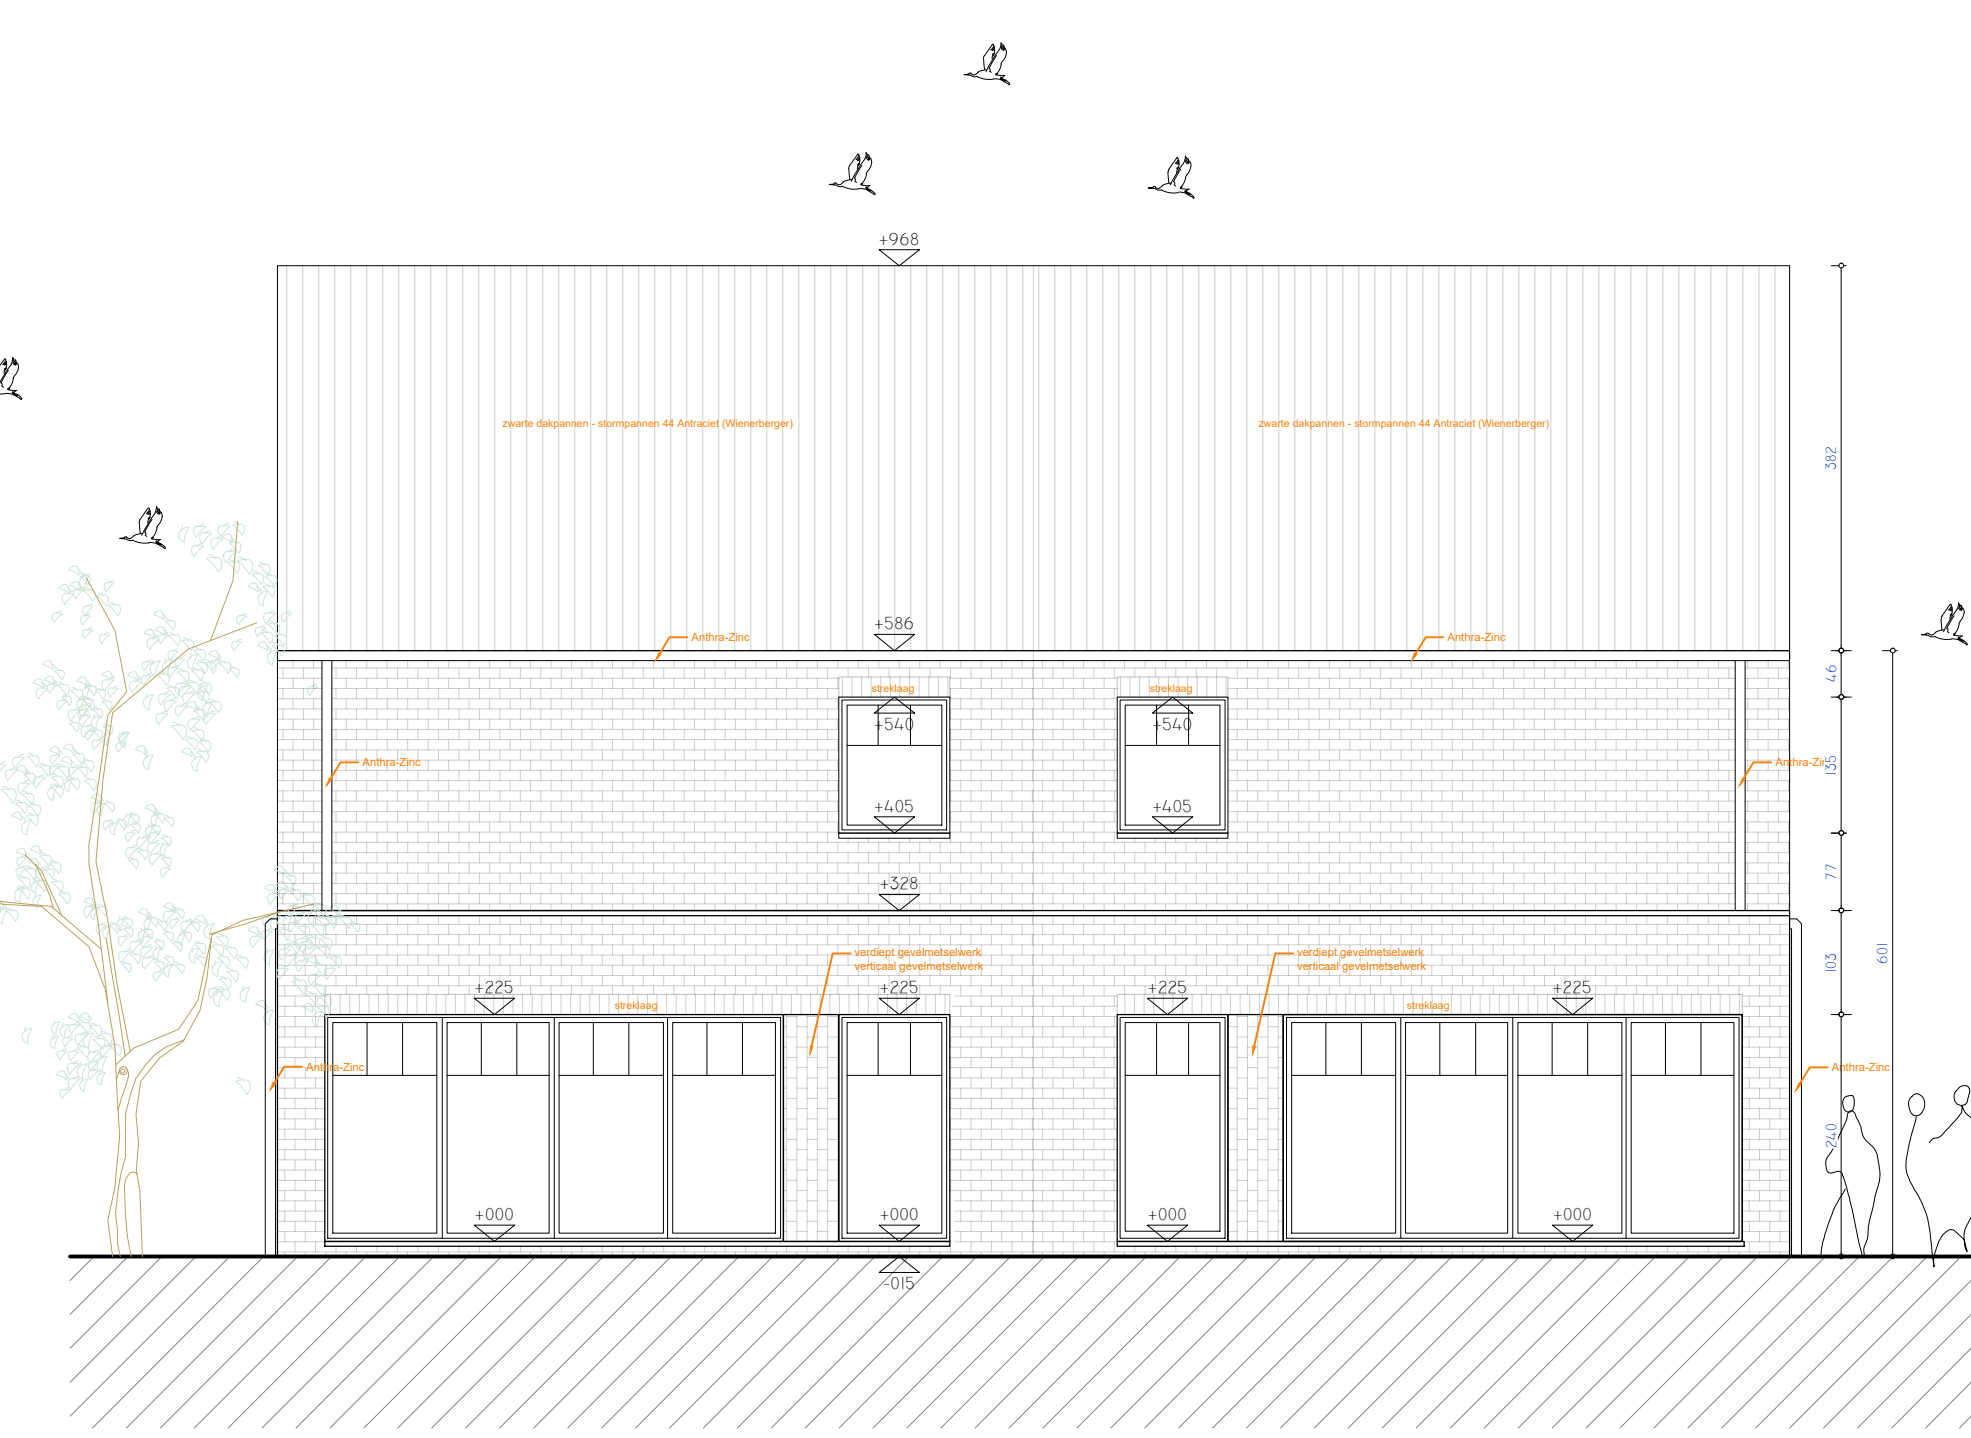 +968
zwarte dakpannen - stormpannen 44 Antraciet (Wienerberger)
zwarte dakpannen - stormpannen 44 Antraciet (Wienerberger)
382
+586
Anthra-Zinc
Anthra-Zinc
46
streklaag
streklaag
+540
+540
Anthra-Zinc
Anthra-Zinc
135
+405
+405
77
+328
verdiept gevelmetselwerk
verticaal gevelmetselwerk
verdiept gevelmetselwerk
verticaal gevelmetselwerk
103
601
+225
+225
+225
+225
streklaag
streklaag
Anthra-Zinc
Anthra-Zinc
240
+000
+000
+000
+000
-015